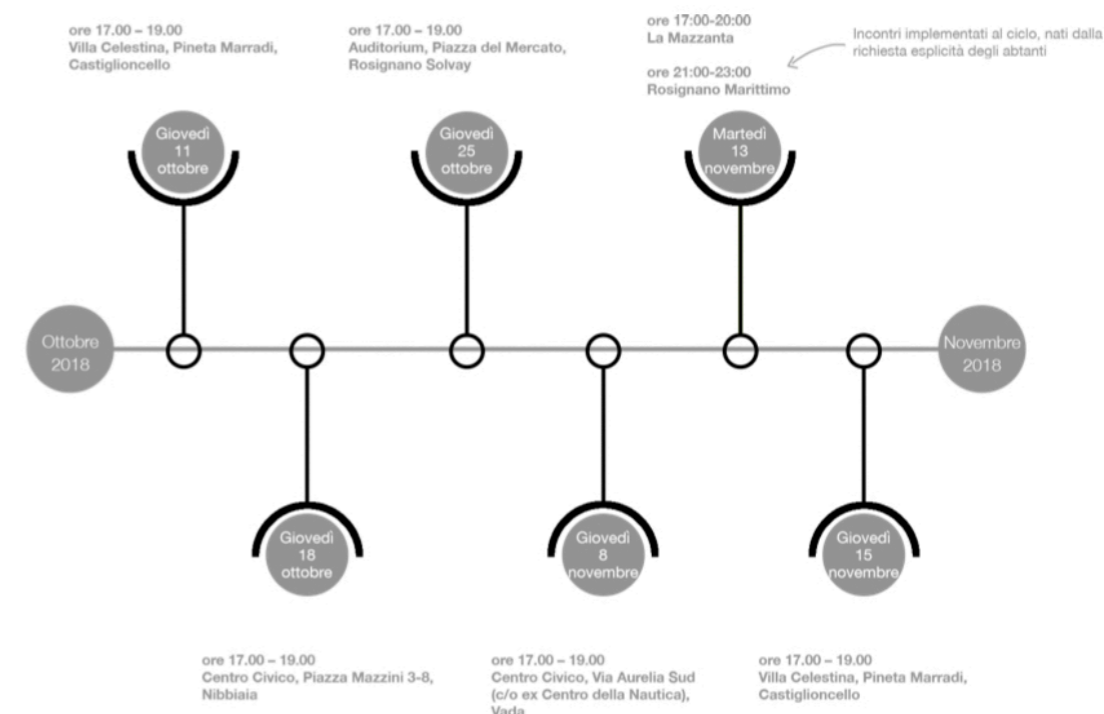 ore 17.00 – 19.00
Villa Celestina, Pineta Marradi,
Castiglioncello
ore 17.00 – 19.00
Auditorium, Piazza del Mercato,
Rosignano Solvay
ore 17:00-20:00
La Mazzanta
ore 21:00-23:00
Rosignano Marittimo
Incontri implementati al ciclo, nati dalla
richiesta esplicità degli abtanti
Giovedì
11
ottobre
Giovedì
25
ottobre
Martedì
13
novembre
Ottobre
2018
Novembre
2018
Giovedì
18
ottobre
Giovedì
8
novembre
Giovedì
15
novembre
ore 17.00 – 19.00
Centro Civico, Piazza Mazzini 3-8,
Nibbiaia
ore 17.00 – 19.00
Centro Civico, Via Aurelia Sud
(c/o ex Centro della Nautica),
Vada
ore 17.00 – 19.00
Villa Celestina, Pineta Marradi,
Castiglioncello